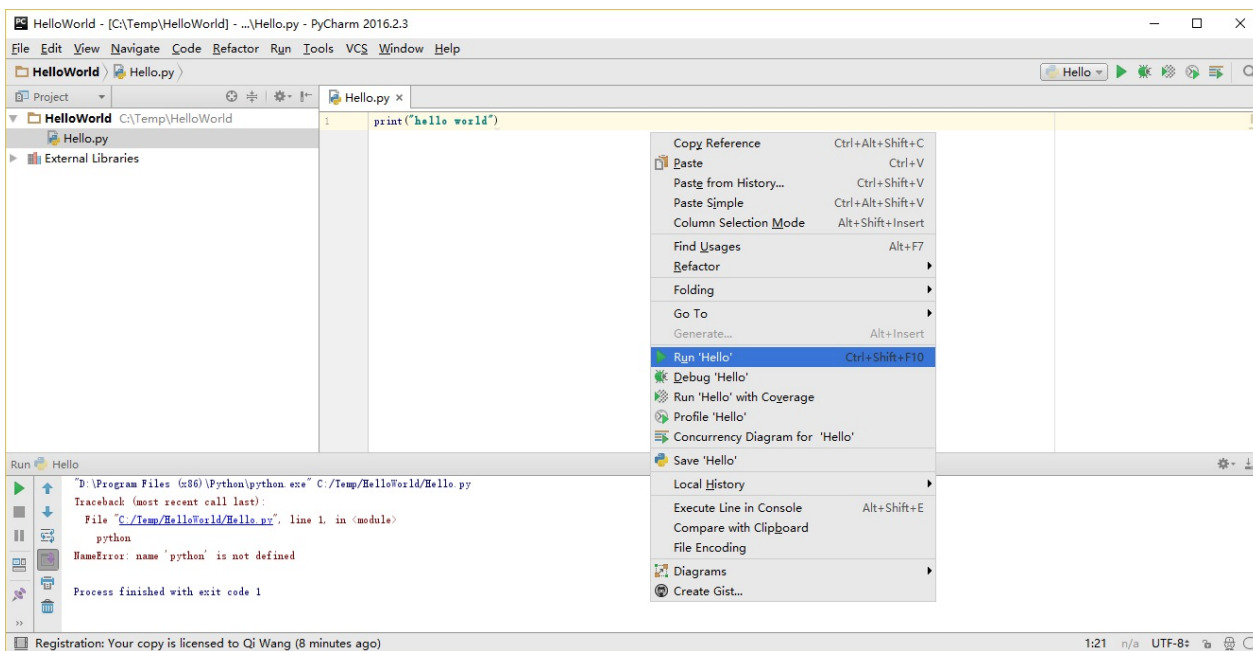 HelloWorld - [C:\Temp\HelloWorld] - ...\Hello.py - PyCharm 2016.2.3
File Edit View Navigate Code Refactor Run Tools VCS Window Help
HelloWorld Hello.py
Hello
Project
Hello.py
HelloWorld C:\Temp\HelloWorld
Hello.py
External Libraries
1 print("hello world")
Copy Reference Ctrl+Alt+Shift+C
Paste Ctrl+V
Paste from History... Ctrl+Shift+V
Paste Simple Ctrl+Alt+Shift+V
Column Selection Mode Alt+Shift+Insert
Find Usages Alt+F7
Refactor
Folding
Go To
Generate... Alt+Insert
Run 'Hello' Ctrl+Shift+F10
Debug 'Hello'
Run 'Hello' with Coverage
Profile 'Hello'
Concurrency Diagram for 'Hello'
Save 'Hello'
Local History
Execute Line in Console Alt+Shift+E
Compare with Clipboard
File Encoding
Diagrams
Create Gist...
Run Hello
"D:\Program Files (x86)\Python\python.exe" C:/Temp/HelloWorld/Hello.py
Traceback (most recent call last):
File "C:/Temp/HelloWorld/Hello.py", line 1, in <module>
python
NameError: name 'python' is not defined
Process finished with exit code 1
Registration: Your copy is licensed to Qi Wang (8 minutes ago)
1:21 n/a UTF-8